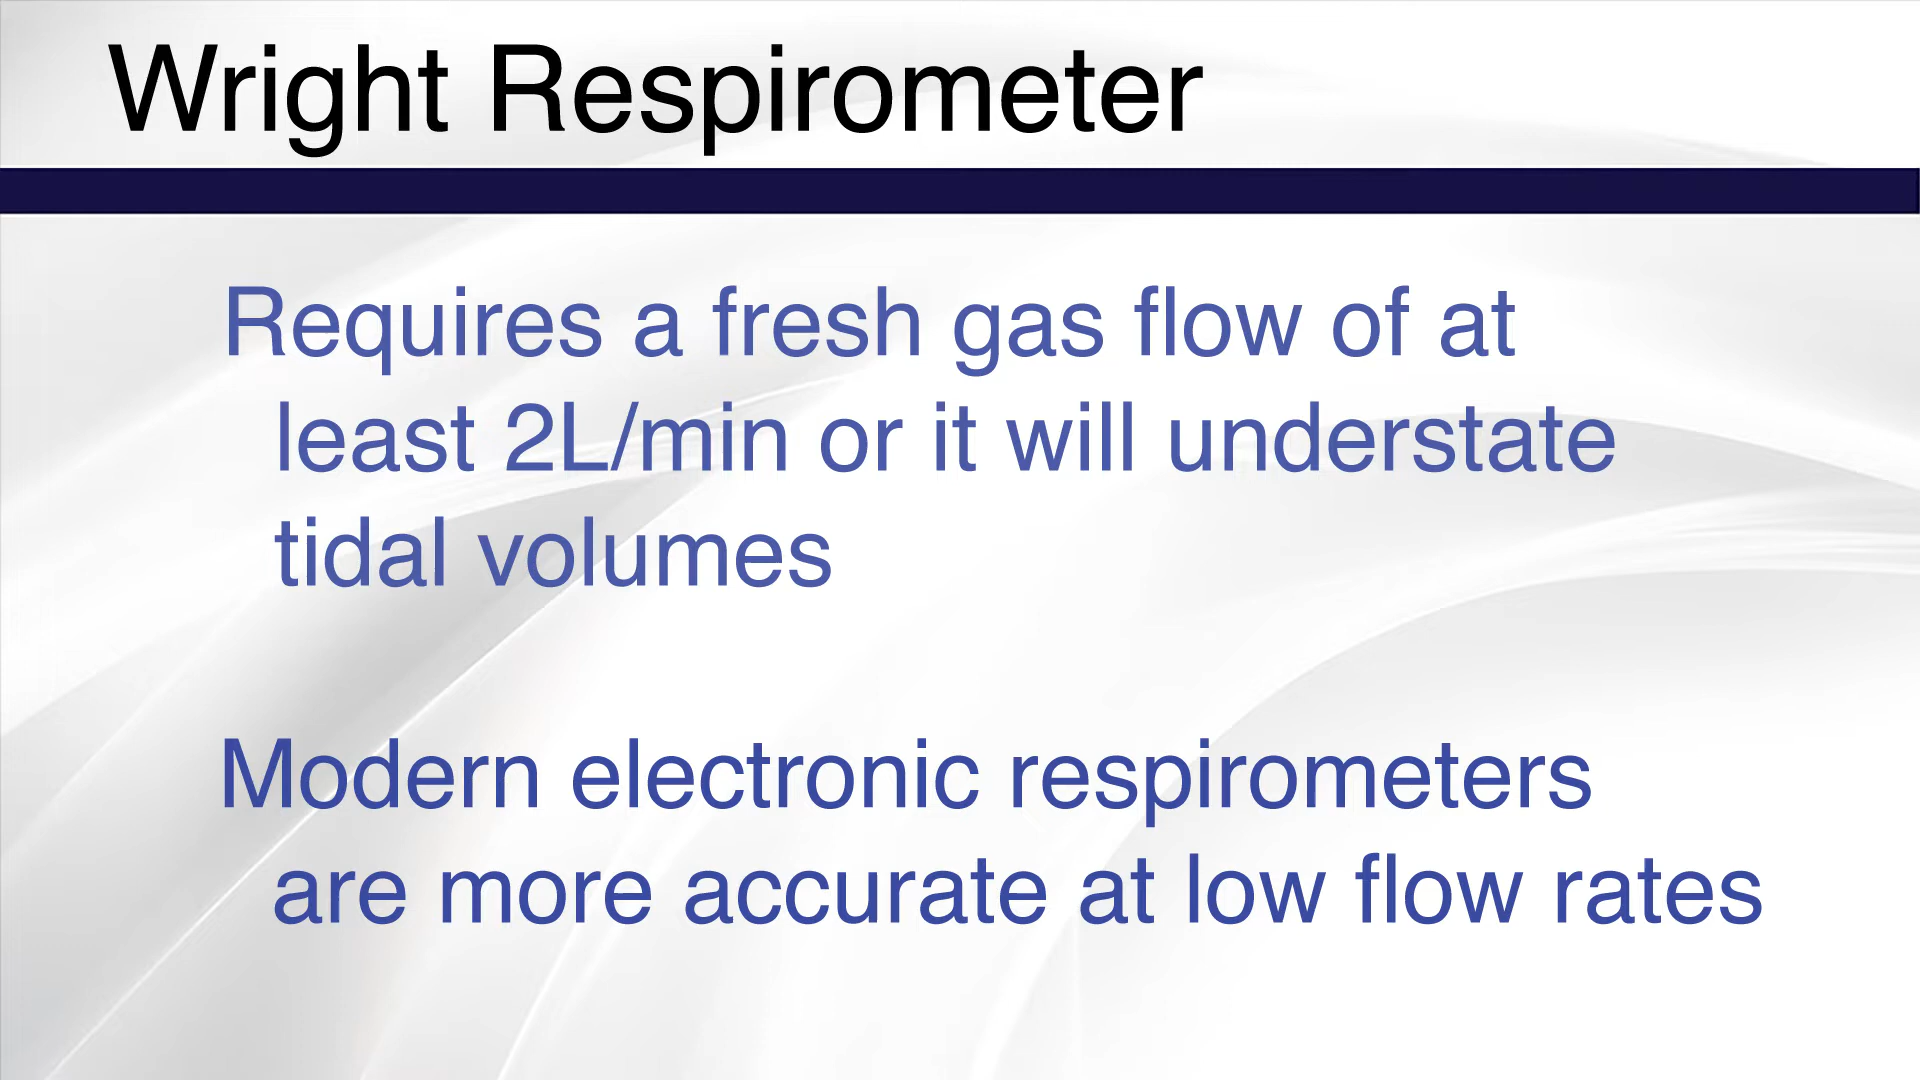 Wright Respirometer
Requires a fresh gas flow of at
least 2L/min or it will understate
tidal volumes
Modern electronic respirometers
are more accurate at low flow rates